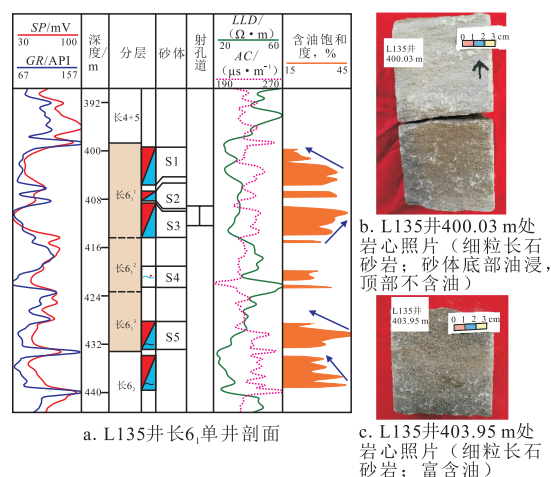 SP/mV
30 100
GR/API
67 157
深度/m
分层
砂体
射孔道
LLD/
(Ω·m)
20 60
AC/
(μs·m⁻¹)
190 270
含油饱和度，%
15 45
392
400
408
416
424
432
440
长4+5
长6₁¹
长6₁²
长6₁³
长6₂
S1
S2
S3
S4
S5
a. L135井长6₁单井剖面
L135井
400.03 m
0 1 2 3 cm
b. L135井400.03 m处
岩心照片（细粒长石
砂岩；砂体底部油浸，
顶部不含油）
L135井
403.95 m
0 1 2 3 cm
c. L135井403.95 m处
岩心照片（细粒长石
砂岩；富含油）